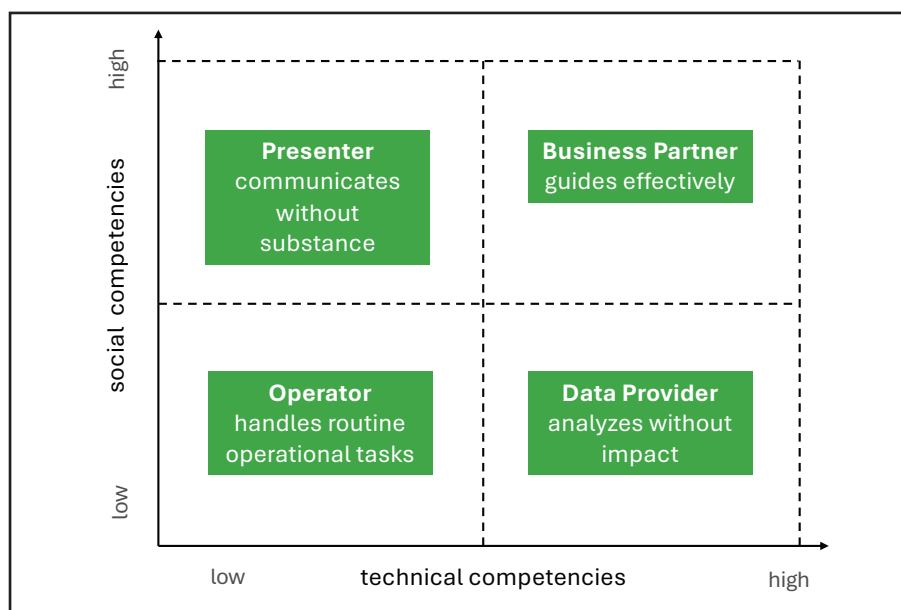 high
Presenter
communicates
without
substance
Business Partner
guides effectively
social competencies
Operator
handles routine
operational tasks
Data Provider
analyzes without
impact
low
low
technical competencies
high